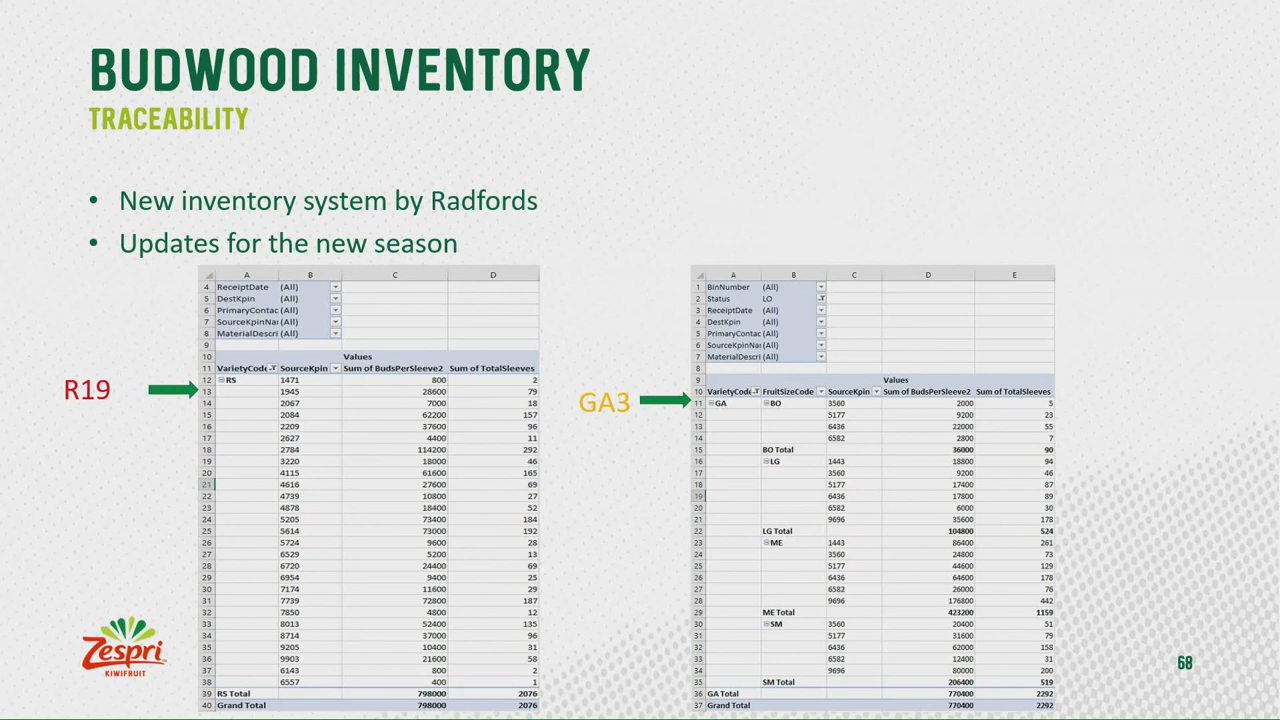 BUDWOOD INVENTORY
TRACEABILITY
• New inventory system by Radfords
• Updates for the new season
A B C D
4 ReceiptDate (All)
5 DestKpin (All)
6 PrimaryContac (All)
7 SourceKpinNa (All)
8 MaterialDescri (All)
9
10 Values
11 VarietyCode SourceKpin Sum of BudsPerSleeve2 Sum of TotalSleeves
12 RS 1471 800 2
13 1945 28600 79
14 2067 7000 18
15 2084 62200 157
16 2209 37600 96
17 2627 4400 11
18 2784 114200 292
19 3220 18000 46
20 4115 61600 165
21 4616 27600 69
22 4739 10800 27
23 4878 18400 52
24 5205 73400 184
25 5614 73000 192
26 5724 9600 28
27 6529 5200 13
28 6720 24400 69
29 6954 9400 25
30 7174 11600 29
31 7739 72800 187
32 7850 4800 12
33 8013 52400 135
34 8714 37000 96
35 9205 10400 31
36 9903 21600 58
37 6143 800 2
38 6557 400 1
39 RS Total 798000 2076
40 Grand Total 798000 2076
R19
GA3
A B C D E
1 BinNumber (All)
2 Status LO
3 ReceiptDate (All)
4 DestKpin (All)
5 PrimaryContac (All)
6 SourceKpinNa (All)
7 MaterialDescri (All)
8
9 Values
10 VarietyCode FruitSizeCode SourceKpin Sum of BudsPerSleeve2 Sum of TotalSleeves
11 GA BO 3560 2000 5
12 5177 9200 23
13 6436 22000 55
14 6582 2800 7
15 BO Total 36000 90
16 LG 1443 18800 94
17 3560 9200 46
18 5177 17400 87
19 6436 17800 89
20 6582 6000 30
21 9696 35600 178
22 LG Total 104800 524
23 ME 1443 86400 261
24 3560 24800 73
25 5177 44600 129
26 6436 64600 178
27 6582 26000 76
28 9696 176800 442
29 ME Total 423200 1159
30 SM 3560 20400 51
31 5177 31600 79
32 6436 62000 158
33 6582 12400 31
34 9696 80000 200
35 SM Total 206400 519
36 GA Total 770400 2292
37 Grand Total 770400 2292
Zespri
KIWIFRUIT
68